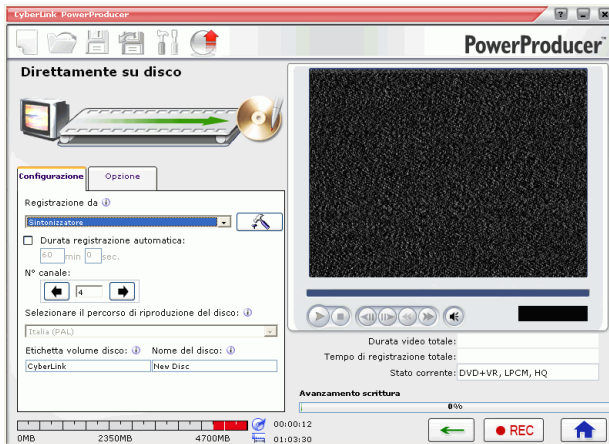 CyberLink PowerProducer
PowerProducer™
Direttamente su disco
Configurazione
Opzione
Registrazione da
Sintonizzatore
Durata registrazione automatica:
60 min 0 sec.
N° canale:
4
Selezionare il percorso di riproduzione del disco:
Italia (PAL)
Etichetta volume disco: Nome del disco:
CyberLink New Disc
Durata video totale:
Tempo di registrazione totale:
Stato corrente: DVD+VR, LPCM, HQ
Avanzamento scrittura
0%
00:00:12
0MB 2350MB 4700MB 01:03:30
REC